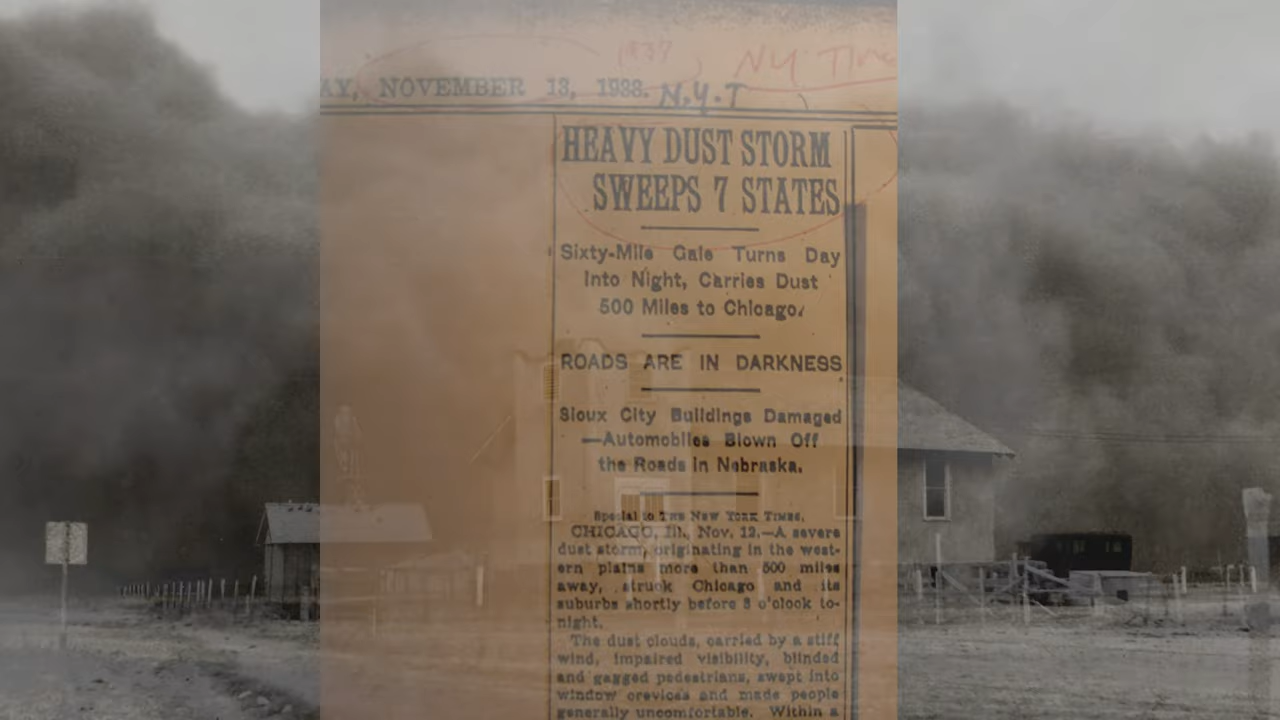 1937, NY Time
AY, NOVEMBER 13, 1933. N.Y.T
HEAVY DUST STORM
SWEEPS 7 STATES
Sixty-Mile Gale Turns Day
Into Night, Carries Dust
500 Miles to Chicago.
ROADS ARE IN DARKNESS
Sioux City Buildings Damaged
—Automobiles Blown Off
the Roads in Nebraska.
Special to THE NEW YORK TIMES.
CHICAGO, Ill., Nov. 12.—A severe
dust storm, originating in the west-
ern plains more than 500 miles
away, struck Chicago and its
suburbs shortly before 8 o'clock to-
night.
The dust clouds, carried by a stiff
wind, impaired visibility, blinded
and gagged pedestrians, swept into
window crevices and made people
generally uncomfortable. Within a